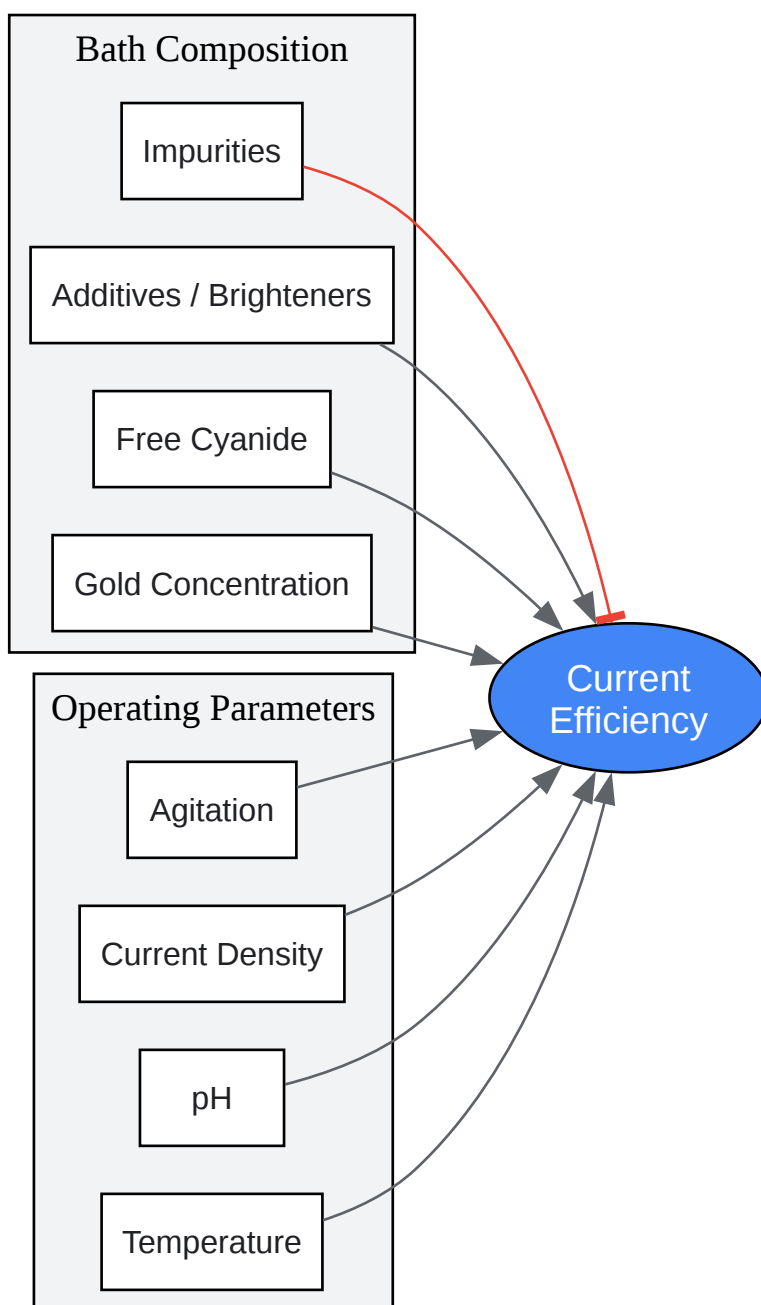 Bath Composition
Impurities
Additives / Brighteners
Free Cyanide
Gold Concentration
Current
Efficiency
Operating Parameters
Agitation
Current Density
pH
Temperature